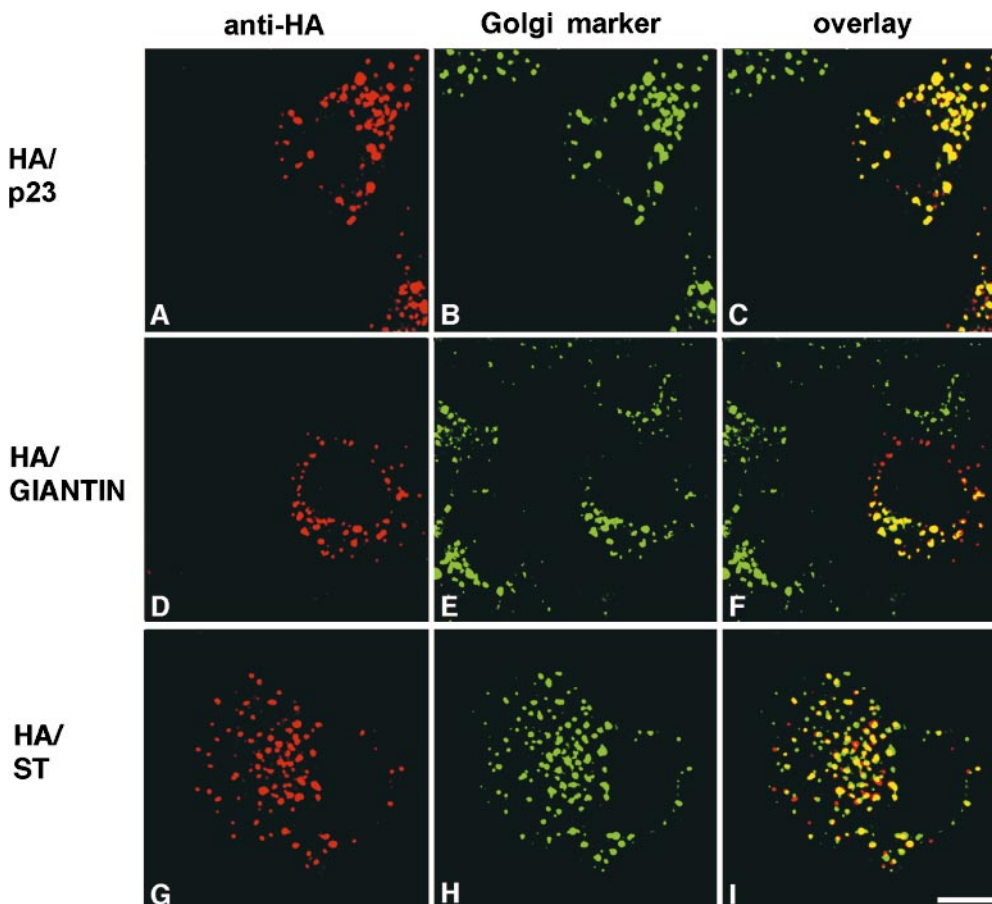 anti-HA Golgi marker overlay
HA/
p23
A B C
HA/
GIANTIN
D E F
HA/
ST
G H I